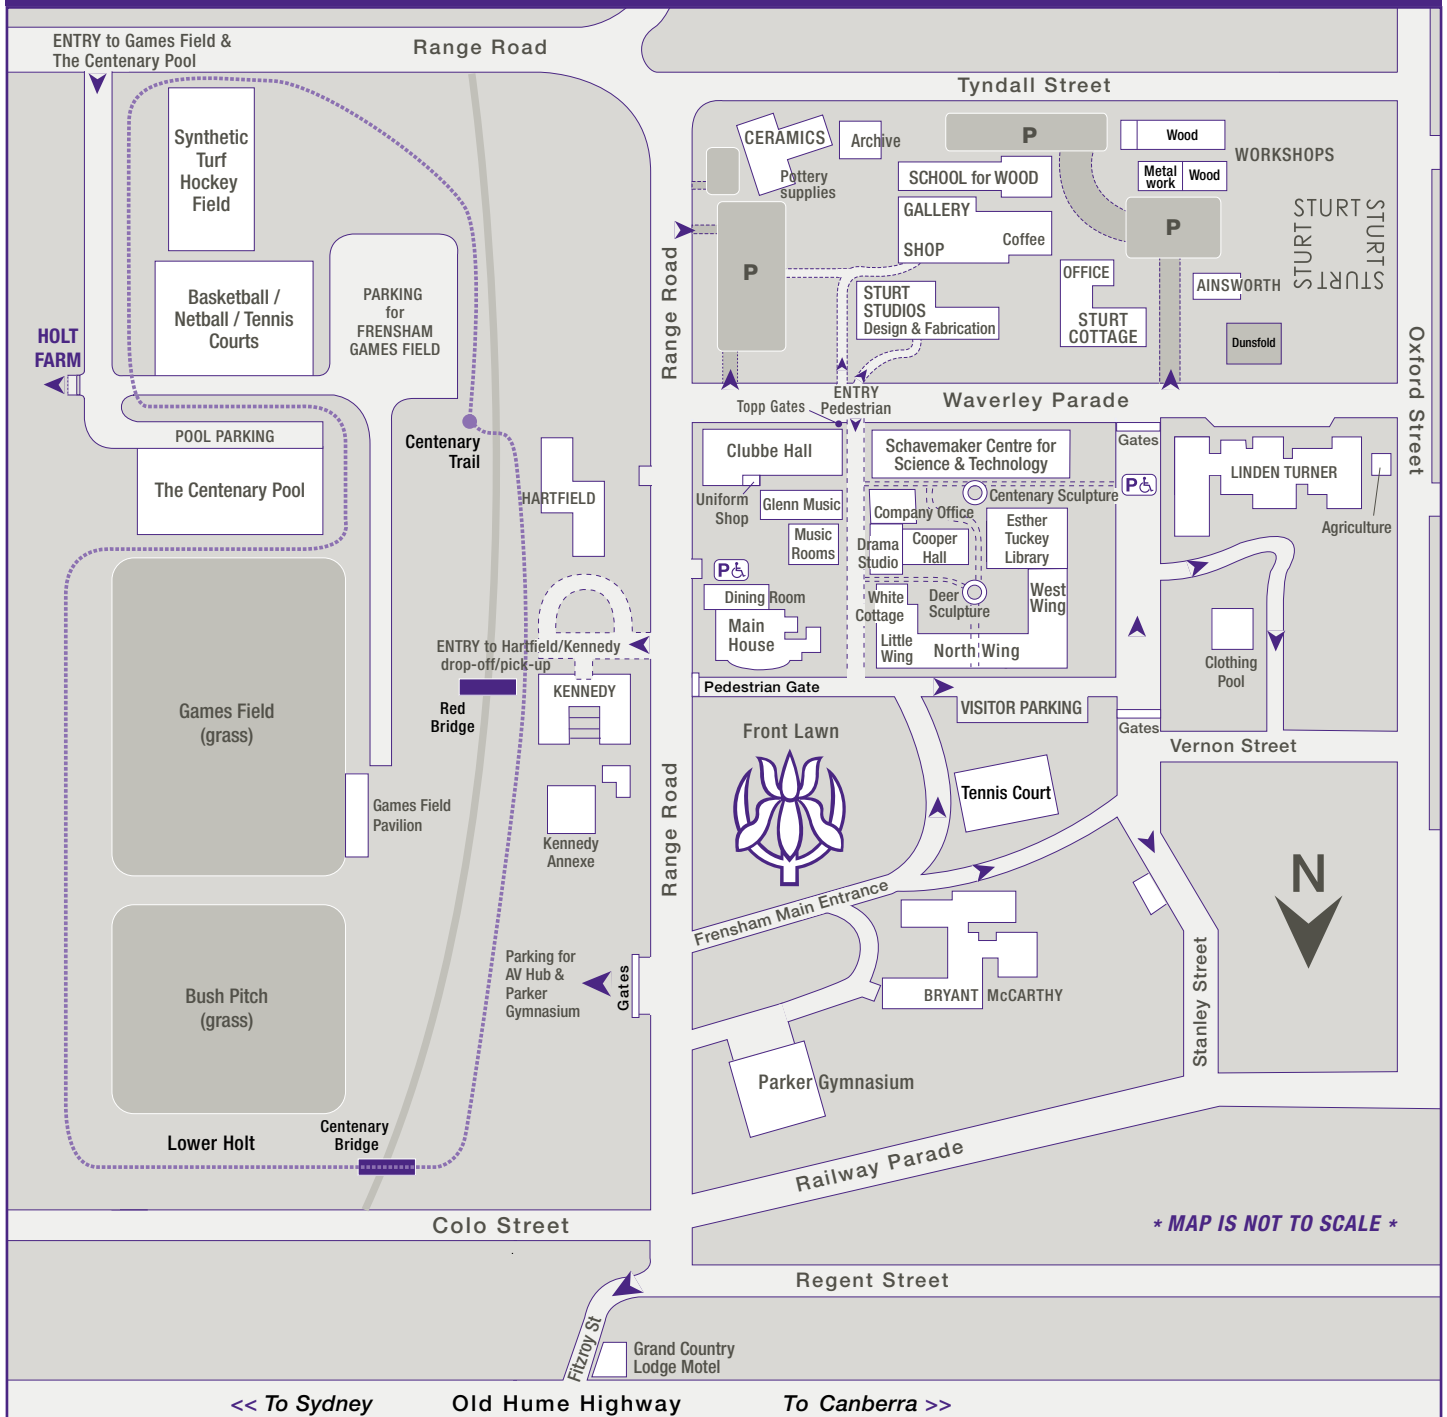 ENTRY to Games Field &
The Centenary Pool
Range Road
Tyndall Street
Synthetic
Turf
Hockey
Field
CERAMICS
Archive
Pottery
supplies
P
Wood
WORKSHOPS
Metal
work
Wood
SCHOOL for WOOD
GALLERY
SHOP
Coffee
STURT
STURT
STURT
STURT
P
P
Range Road
Basketball /
Netball / Tennis
Courts
PARKING
for
FRENSHAM
GAMES FIELD
OFFICE
STURT
COTTAGE
AINSWORTH
Dunsfold
STURT
STUDIOS
Design & Fabrication
HOLT
FARM
Oxford Street
ENTRY
Pedestrian
Topp Gates
Waverley Parade
POOL PARKING
Centenary
Trail
The Centenary Pool
HARTFIELD
Clubbe Hall
Uniform
Shop
Glenn Music
Music
Rooms
Schavemaker Centre for
Science & Technology
Gates
P
Centenary Sculpture
Company Office
Drama
Studio
Cooper
Hall
Esther
Tuckey
Library
LINDEN TURNER
Agriculture
P
Dining Room
Main
House
White
Cottage
Deer
Sculpture
West
Wing
Little
Wing
North Wing
Clothing
Pool
ENTRY to Hartfield/Kennedy
drop-off/pick-up
KENNEDY
Red
Bridge
Pedestrian Gate
VISITOR PARKING
Gates
Vernon Street
Games Field
(grass)
Front Lawn
Tennis Court
Games Field
Pavilion
Kennedy
Annexe
Range Road
Frensham Main Entrance
N
Parking for
AV Hub &
Parker
Gymnasium
Gates
BRYANT
McCARTHY
Stanley Street
Bush Pitch
(grass)
Parker Gymnasium
Lower Holt
Centenary
Bridge
Railway Parade
Colo Street
* MAP IS NOT TO SCALE *
Regent Street
Fitzroy St
Grand Country
Lodge Motel
<< To Sydney
Old Hume Highway
To Canberra >>